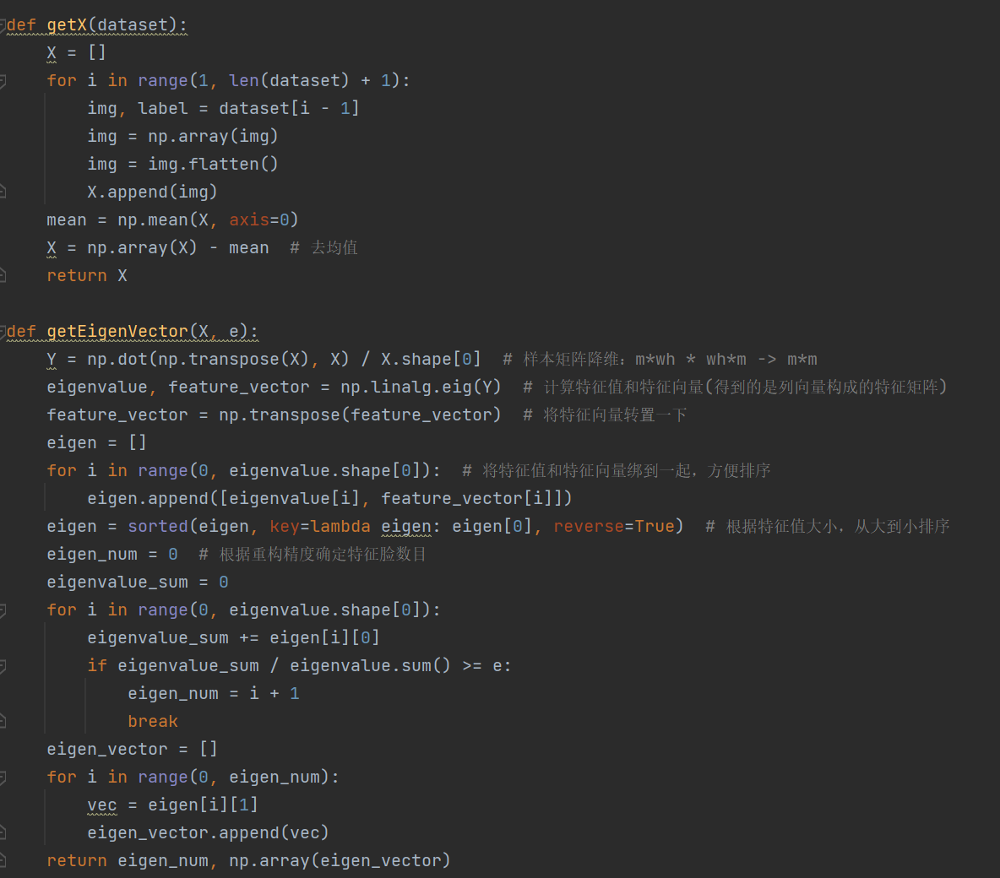 def getX(dataset):
    X = []
    for i in range(1, len(dataset) + 1):
        img, label = dataset[i - 1]
        img = np.array(img)
        img = img.flatten()
        X.append(img)
    mean = np.mean(X, axis=0)
    X = np.array(X) - mean  # 去均值
    return X

def getEigenVector(X, e):
    Y = np.dot(np.transpose(X), X) / X.shape[0]  # 样本矩阵降维：m*wh * wh*m -> m*m
    eigenvalue, feature_vector = np.linalg.eig(Y)  # 计算特征值和特征向量(得到的是列向量构成的特征矩阵)
    feature_vector = np.transpose(feature_vector)  # 将特征向量转置一下
    eigen = []
    for i in range(0, eigenvalue.shape[0]):  # 将特征值和特征向量绑到一起，方便排序
        eigen.append([eigenvalue[i], feature_vector[i]])
    eigen = sorted(eigen, key=lambda eigen: eigen[0], reverse=True)  # 根据特征值大小，从大到小排序
    eigen_num = 0  # 根据重构精度确定特征脸数目
    eigenvalue_sum = 0
    for i in range(0, eigenvalue.shape[0]):
        eigenvalue_sum += eigen[i][0]
        if eigenvalue_sum / eigenvalue.sum() >= e:
            eigen_num = i + 1
            break
    eigen_vector = []
    for i in range(0, eigen_num):
        vec = eigen[i][1]
        eigen_vector.append(vec)
    return eigen_num, np.array(eigen_vector)